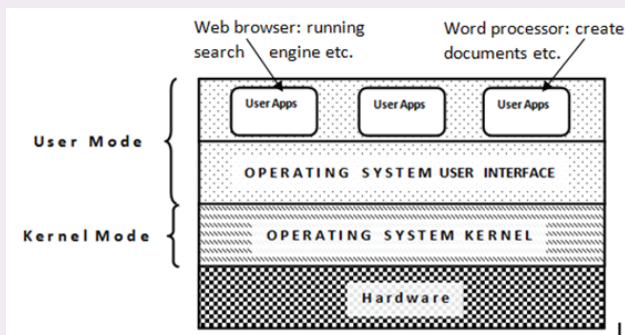 Web browser: running
search engine etc.
Word processor: create
documents etc.
User Apps
User Apps
User Apps
User Mode
OPERATING SYSTEM USER INTERFACE
Kernel Mode
OPERATING SYSTEM KERNEL
Hardware